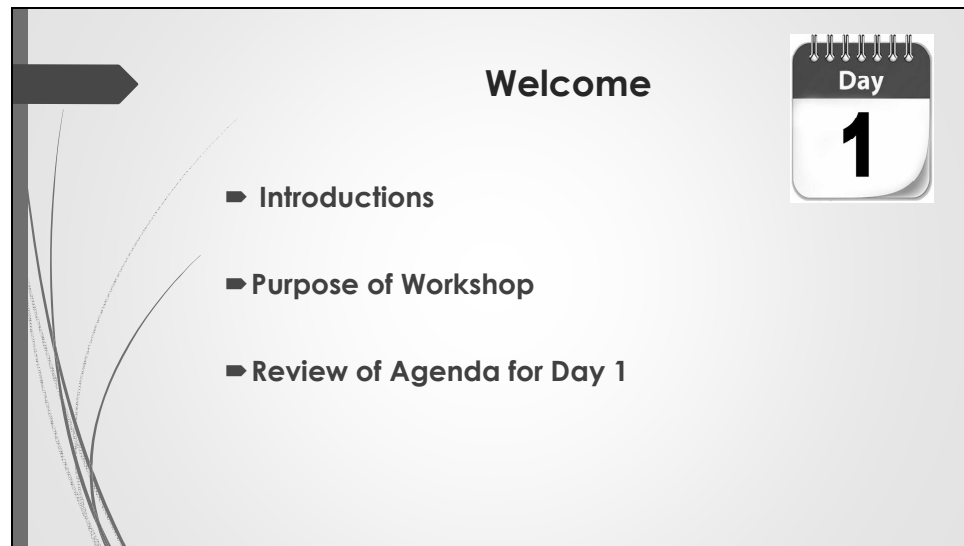 Welcome
Day
1
Introductions
Purpose of Workshop
Review of Agenda for Day 1